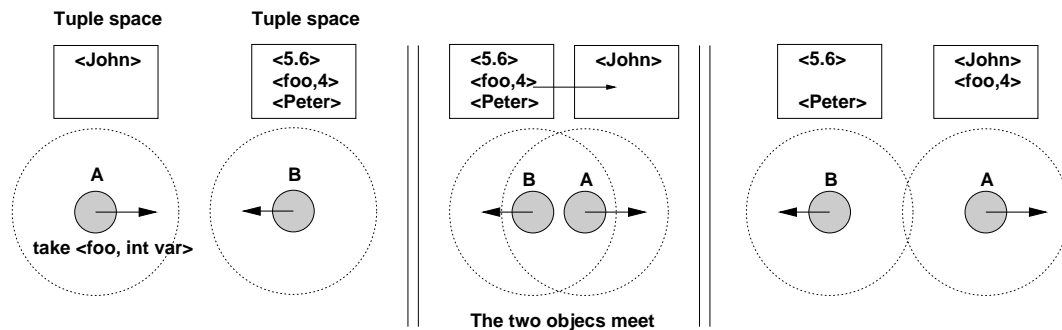 Tuple space
<John>
A
take <foo, int var>
Tuple space
<5.6>
<foo,4>
<Peter>
B
<5.6>
<foo,4>
<Peter>
<John>
B
A
The two objecs meet
<5.6>
<Peter>
B
<John>
<foo,4>
A